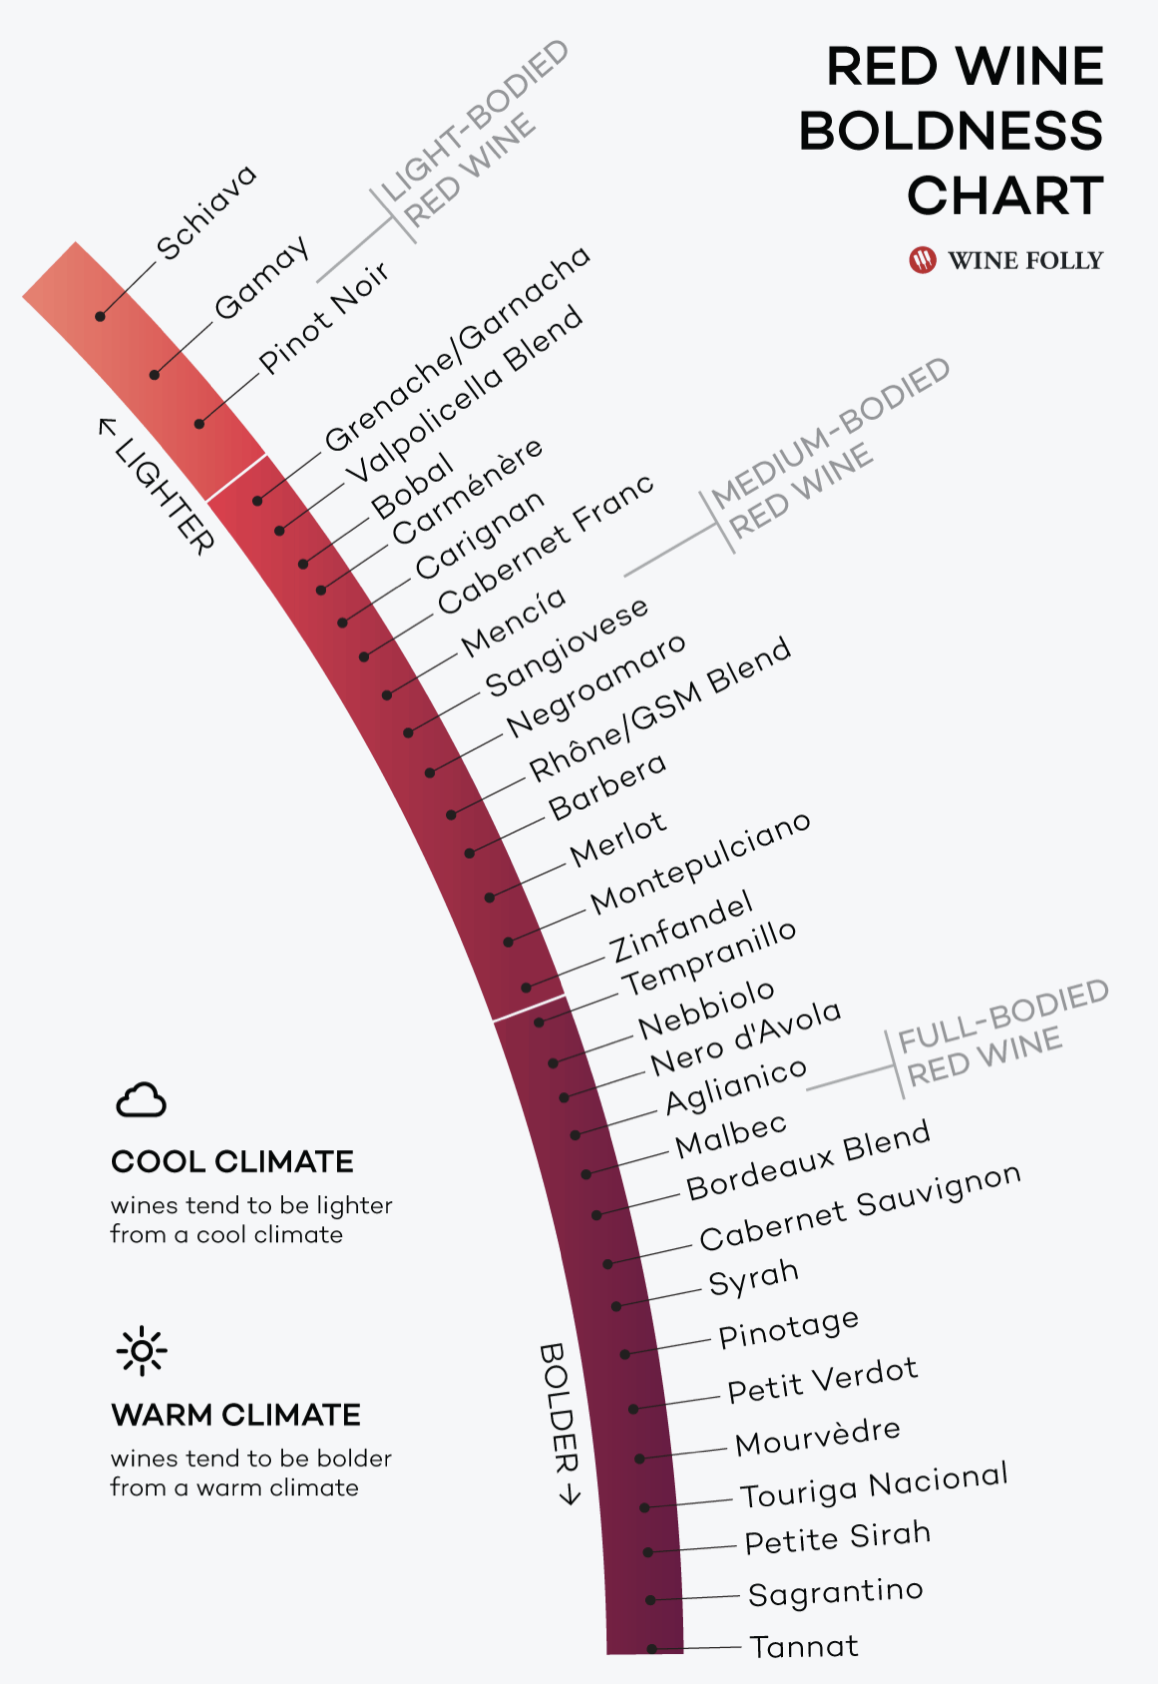 RED WINE
BOLDNESS
CHART
WINE FOLLY
LIGHT-BODIED
RED WINE
Schiava
Gamay
Pinot Noir
← LIGHTER
MEDIUM-BODIED
RED WINE
Grenache/Garnacha
Valpolicella Blend
Bobal
Carménère
Carignan
Cabernet Franc
Mencía
Sangiovese
Negroamaro
Rhône/GSM Blend
Barbera
Merlot
Montepulciano
Zinfandel
FULL-BODIED
RED WINE
Tempranillo
Nebbiolo
Nero d'Avola
Aglianico
Malbec
Bordeaux Blend
Cabernet Sauvignon
Syrah
Pinotage
Petit Verdot
Mourvèdre
Touriga Nacional
Petite Sirah
Sagrantino
Tannat
BOLDER →
COOL CLIMATE
wines tend to be lighter
from a cool climate
WARM CLIMATE
wines tend to be bolder
from a warm climate